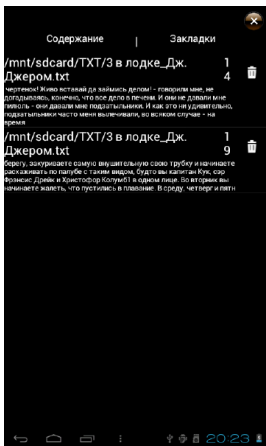 Содержание | Закладки
/mnt/sdcard/TXT/3 в лодке_Дж. 1
Джером.txt 4
чертенок! Живо вставай да займись делом! - говорили мне, не
догадываясь, конечно, что все дело в печени. И они не давали мне
пилюль - они давали мне подзатыльники. И как это ни удивительно,
подзатыльники часто меня вылечивали, во всяком случае - на
время
/mnt/sdcard/TXT/3 в лодке_Дж. 1
Джером.txt 9
берегу, закуриваете самую внушительную свою трубку и начинаете
расхаживать по палубе с таким видом, будто вы капитан Кук, сэр
Фрэнсис Дрейк и Христофор Колумб1 в одном лице. Во вторник вы
начинаете жалеть, что пустились в плавание. В среду, четверг и пятн
20:23